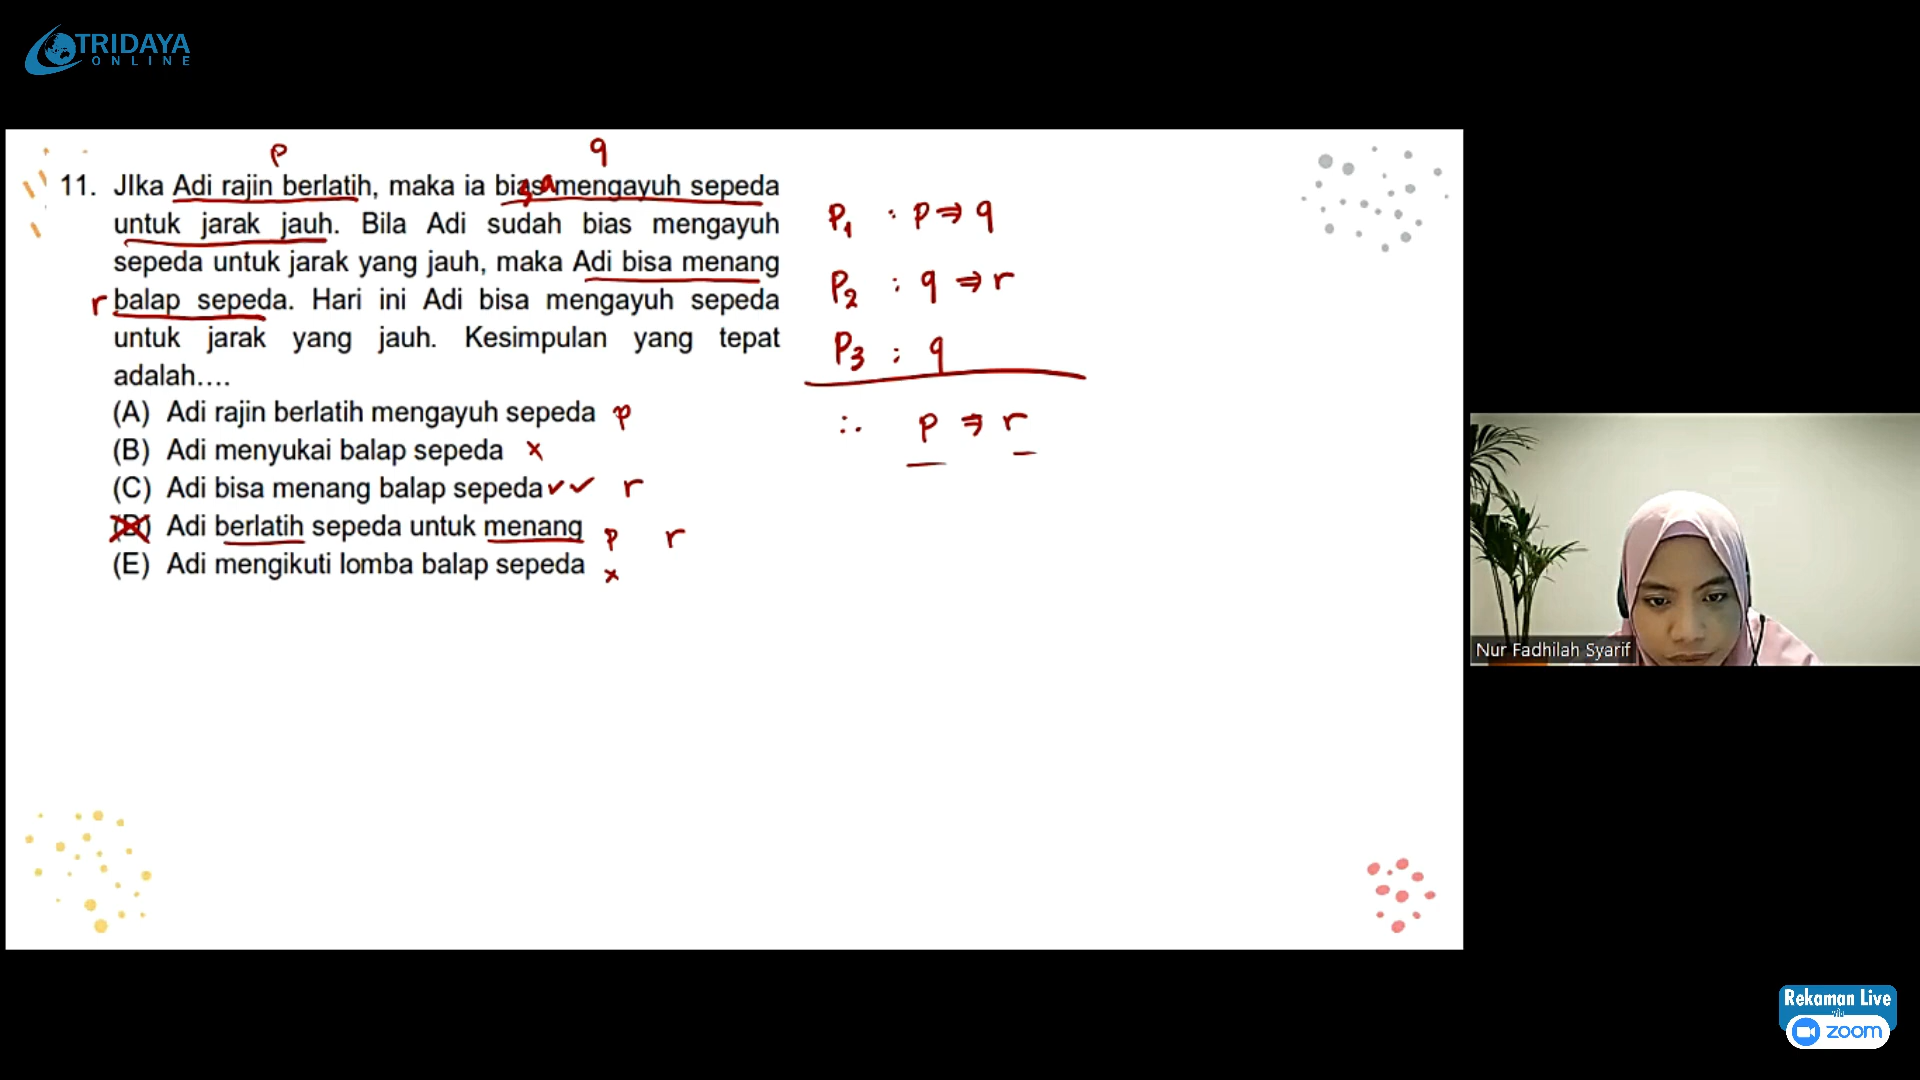 TRIDAYA
ONLINE
p
q
11. JIka Adi rajin berlatih, maka ia bias mengayuh sepeda
sa
untuk jarak jauh. Bila Adi sudah bias mengayuh
sepeda untuk jarak yang jauh, maka Adi bisa menang
r balap sepeda. Hari ini Adi bisa mengayuh sepeda
untuk jarak yang jauh. Kesimpulan yang tepat
adalah....
(A) Adi rajin berlatih mengayuh sepeda p
(B) Adi menyukai balap sepeda x
(C) Adi bisa menang balap sepeda ✓✓ r
(D) Adi berlatih sepeda untuk menang p r
(E) Adi mengikuti lomba balap sepeda x
P₁ : p ⇒ q
P₂ : q ⇒ r
P₃ : q
∴ p ⇒ r
Nur Fadhilah Syarif
Rekaman Live
via
zoom